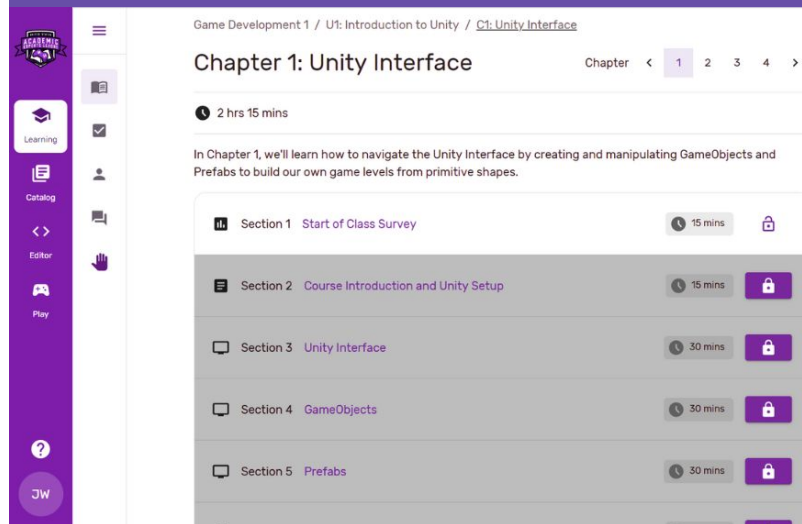 Game Development 1 / U1: Introduction to Unity / C1: Unity Interface
Chapter 1: Unity Interface
Chapter < 1 2 3 4 >
2 hrs 15 mins
In Chapter 1, we'll learn how to navigate the Unity Interface by creating and manipulating GameObjects and
Prefabs to build our own game levels from primitive shapes.
Section 1 Start of Class Survey 15 mins
Section 2 Course Introduction and Unity Setup 15 mins
Section 3 Unity Interface 30 mins
Section 4 GameObjects 30 mins
Section 5 Prefabs 30 mins
ACADEMIC
Learning
Catalog
Editor
Play
?
JW